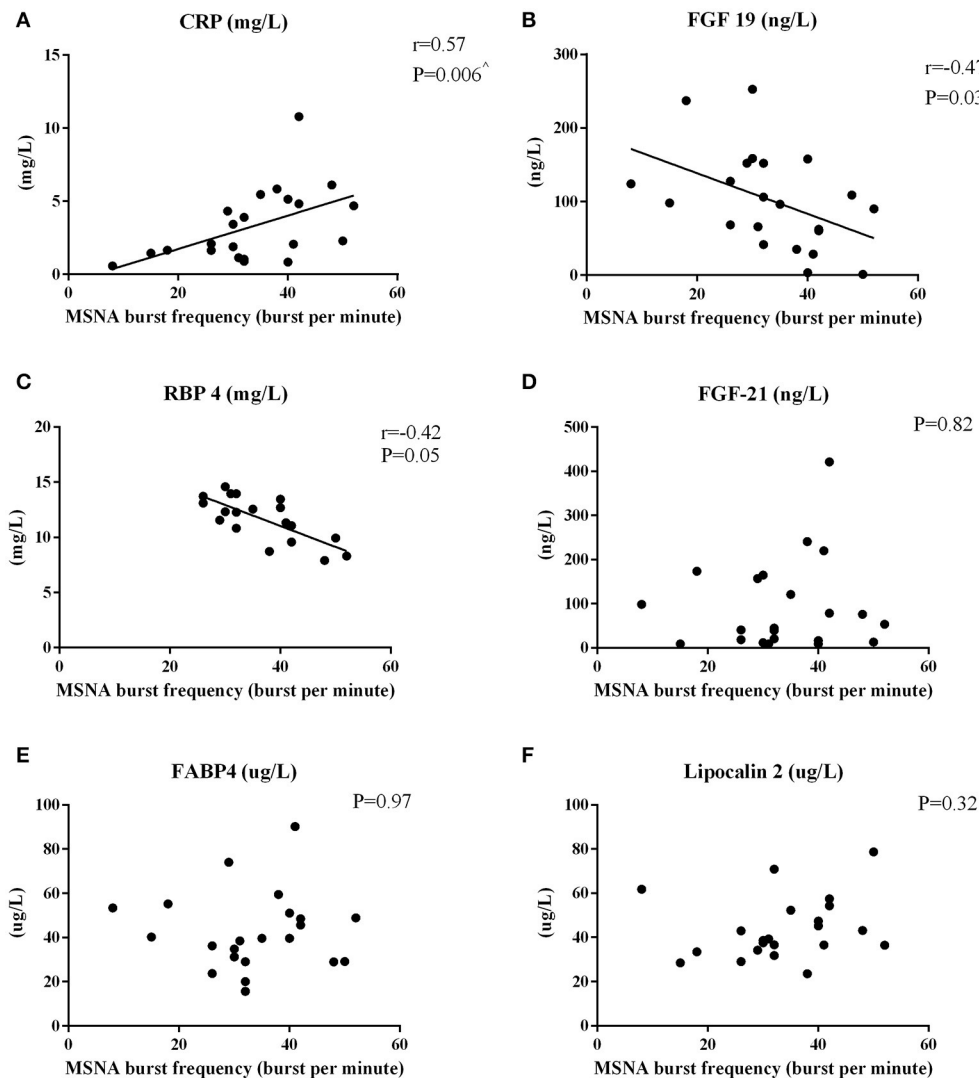 A
CRP (mg/L)
r=0.57
P=0.006^
15
10
5
0
(mg/L)
0 20 40 60
MSNA burst frequency (burst per minute)
B
FGF 19 (ng/L)
r=-0.47
P=0.03
300
200
100
0
(ng/L)
0 20 40 60
MSNA burst frequency (burst per minute)
C
RBP 4 (mg/L)
r=-0.42
P=0.05
20
15
10
5
0
(mg/L)
0 20 40 60
MSNA burst frequency (burst per minute)
D
FGF-21 (ng/L)
P=0.82
500
400
300
200
100
0
(ng/L)
0 20 40 60
MSNA burst frequency (burst per minute)
E
FABP4 (ug/L)
P=0.97
100
80
60
40
20
0
(ug/L)
0 20 40 60
MSNA burst frequency (burst per minute)
F
Lipocalin 2 (ug/L)
P=0.32
100
80
60
40
20
0
(ug/L)
0 20 40 60
MSNA burst frequency (burst per minute)